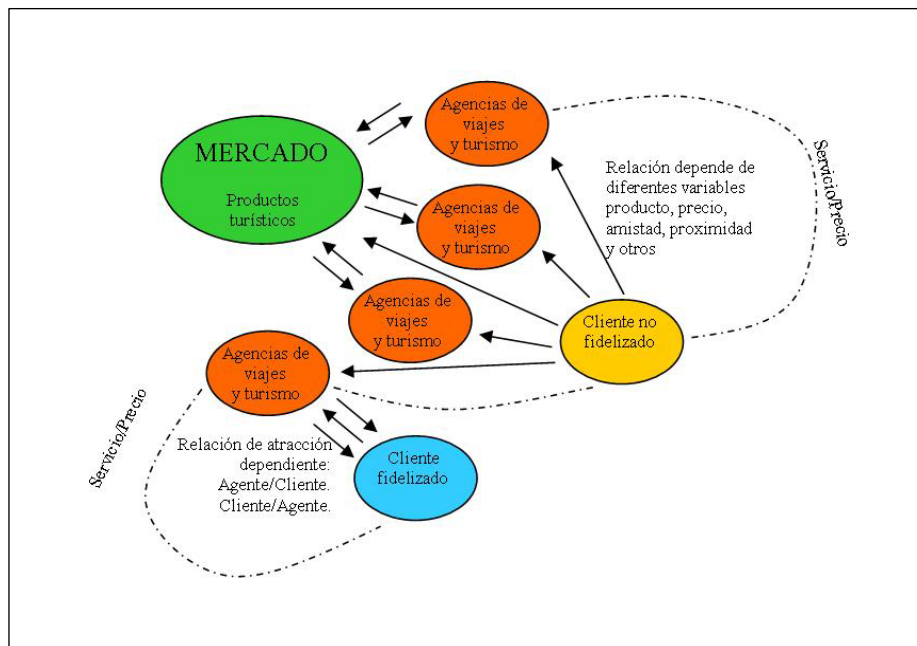 Agencias de
viajes
y turismo
MERCADO
Productos
turísticos
Servicio/Precio
Relación depende de
diferentes variables
producto, precio,
amistad, proximidad
y otros
Agencias de
viajes
y turismo
Agencias de
viajes
y turismo
Cliente no
fidelizado
Agencias de
viajes
y turismo
Servicio/Precio
Relación de atracción
dependiente:
Agente/Cliente.
Cliente/Agente.
Cliente
fidelizado